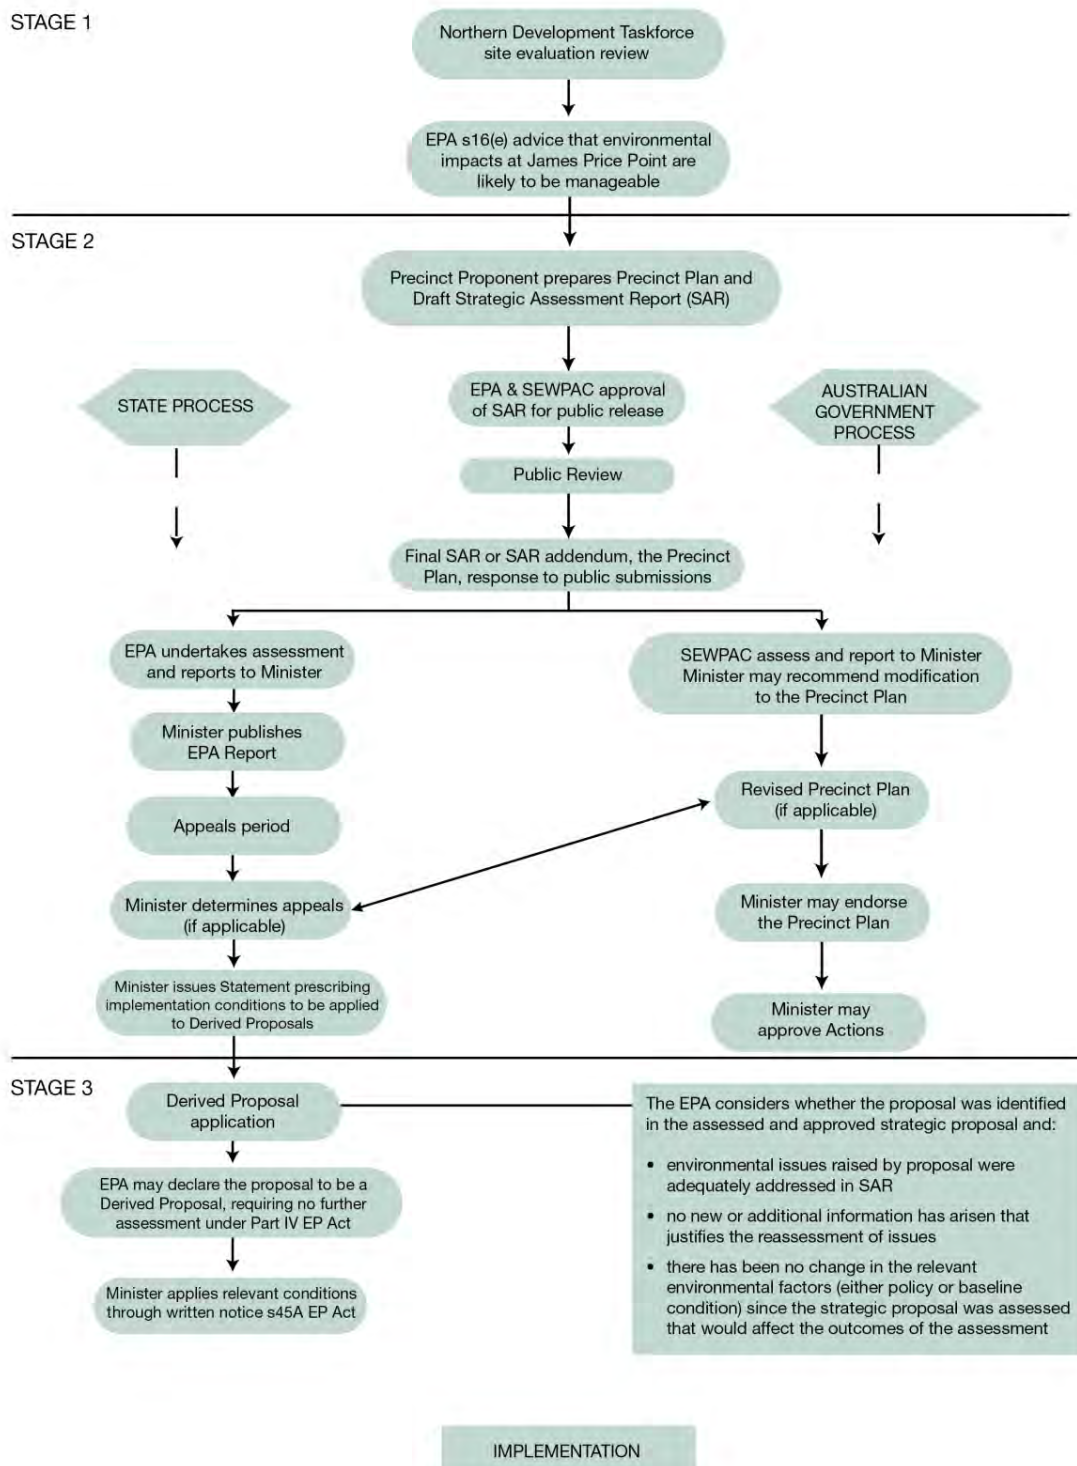 STAGE 1
Northern Development Taskforce
site evaluation review
EPA s16(e) advice that environmental
impacts at James Price Point are
likely to be manageable
STAGE 2
Precinct Proponent prepares Precinct Plan and
Draft Strategic Assessment Report (SAR)
STATE PROCESS
EPA & SEWPAC approval
of SAR for public release
AUSTRALIAN
GOVERNMENT
PROCESS
Public Review
Final SAR or SAR addendum, the Precinct
Plan, response to public submissions
EPA undertakes assessment
and reports to Minister
Minister publishes
EPA Report
Appeals period
Minister determines appeals
(if applicable)
Minister issues Statement prescribing
implementation conditions to be applied
to Derived Proposals
SEWPAC assess and report to Minister
Minister may recommend modification
to the Precinct Plan
Revised Precinct Plan
(if applicable)
Minister may endorse
the Precinct Plan
Minister may
approve Actions
STAGE 3
Derived Proposal
application
EPA may declare the proposal to be a
Derived Proposal, requiring no further
assessment under Part IV EP Act
Minister applies relevant conditions
through written notice s45A EP Act
The EPA considers whether the proposal was identified
in the assessed and approved strategic proposal and:
• environmental issues raised by proposal were
adequately addressed in SAR
• no new or additional information has arisen that
justifies the reassessment of issues
• there has been no change in the relevant
environmental factors (either policy or baseline
condition) since the strategic proposal was assessed
that would affect the outcomes of the assessment
IMPLEMENTATION